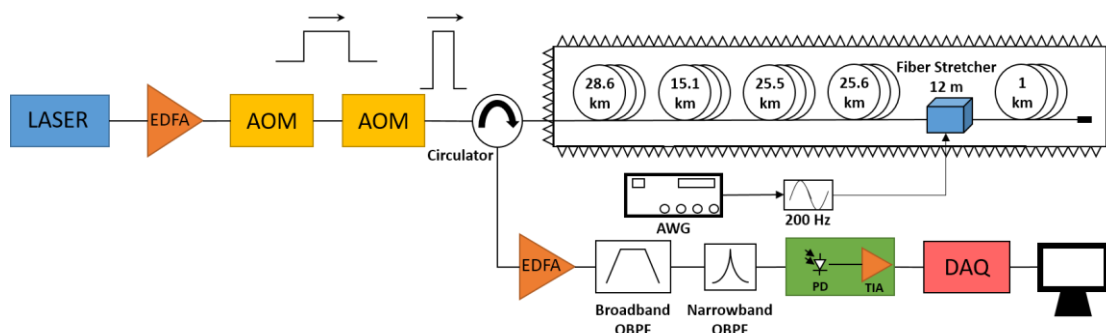 LASER
EDFA
AOM
AOM
Circulator
28.6
km
15.1
km
25.5
km
25.6
km
Fiber Stretcher
12 m
1
km
AWG
200 Hz
EDFA
Broadband
OBPF
Narrowband
OBPF
PD
TIA
DAQ